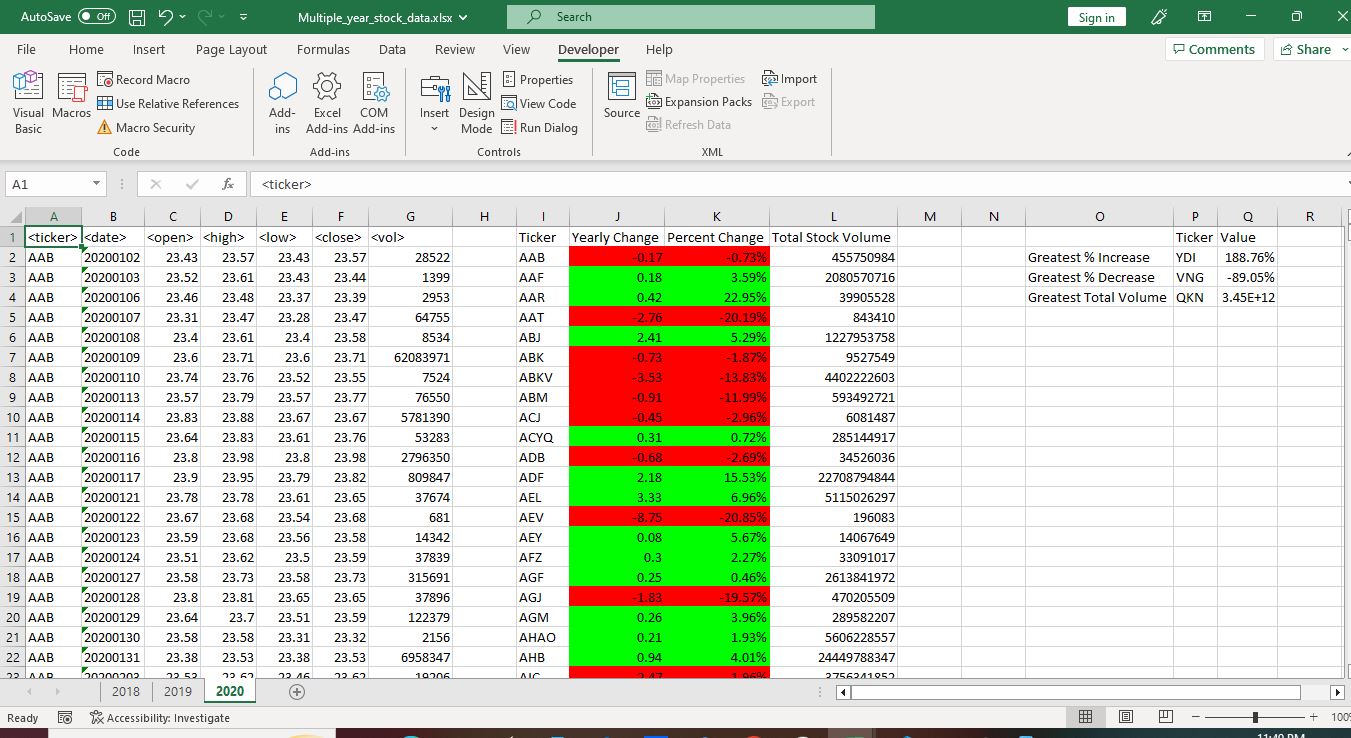 AutoSave Off Multiple_year_stock_data.xlsx Search Sign in
File Home Insert Page Layout Formulas Data Review View Developer Help Comments Share
Record Macro Properties Map Properties Import
Use Relative References View Code Expansion Packs Export
Visual Basic Macros Add-ins Excel Add-ins COM Add-ins Insert Design Mode Source
Macro Security Run Dialog Refresh Data
Code Add-ins Controls XML
A1 fx <ticker>
A B C D E F G H I J K L M N O P Q R
1 <ticker> <date> <open> <high> <low> <close> <vol> Ticker Yearly Change Percent Change Total Stock Volume Ticker Value
2 AAB 20200102 23.43 23.57 23.43 23.57 28522 AAB -0.17 -0.73% 455750984 Greatest % Increase YDI 188.76%
3 AAB 20200103 23.52 23.61 23.43 23.44 1399 AAF 0.18 3.59% 2080570716 Greatest % Decrease VNG -89.05%
4 AAB 20200106 23.46 23.48 23.37 23.39 2953 AAR 0.42 22.95% 39905528 Greatest Total Volume QKN 3.45E+12
5 AAB 20200107 23.31 23.47 23.28 23.47 64755 AAT -2.76 -20.19% 843410
6 AAB 20200108 23.4 23.61 23.4 23.58 8534 ABJ 2.41 5.29% 1227953758
7 AAB 20200109 23.6 23.71 23.6 23.71 62083971 ABK -0.73 -1.87% 9527549
8 AAB 20200110 23.74 23.76 23.52 23.55 7524 ABKV -3.53 -13.83% 4402222603
9 AAB 20200113 23.57 23.79 23.57 23.77 76550 ABM -0.91 -11.99% 593492721
10 AAB 20200114 23.83 23.88 23.67 23.67 5781390 ACJ -0.45 -2.96% 6081487
11 AAB 20200115 23.64 23.83 23.61 23.76 53283 ACYQ 0.31 0.72% 285144917
12 AAB 20200116 23.8 23.98 23.8 23.98 2796350 ADB -0.68 -2.69% 34526036
13 AAB 20200117 23.9 23.95 23.79 23.82 809847 ADF 2.18 15.53% 22708794844
14 AAB 20200121 23.78 23.78 23.61 23.65 37674 AEL 3.33 6.96% 5115026297
15 AAB 20200122 23.67 23.68 23.54 23.68 681 AEV -8.75 -20.85% 196083
16 AAB 20200123 23.59 23.68 23.56 23.58 14342 AEY 0.08 5.67% 14067649
17 AAB 20200124 23.51 23.62 23.5 23.59 37839 AFZ 0.3 2.27% 33091017
18 AAB 20200127 23.58 23.73 23.58 23.73 315691 AGF 0.25 0.46% 2613841972
19 AAB 20200128 23.8 23.81 23.65 23.65 37896 AGJ -1.83 -19.57% 470205509
20 AAB 20200129 23.64 23.7 23.51 23.59 122379 AGM 0.26 3.96% 289582207
21 AAB 20200130 23.58 23.58 23.31 23.32 2156 AHAO 0.21 1.93% 5606228557
22 AAB 20200131 23.38 23.53 23.38 23.53 6958347 AHB 0.94 4.01% 24449788347
23 AAB 20200203 23.53 23.62 23.46 23.62
2018 2019 2020
Ready Accessibility: Investigate 100%
11:49 PM